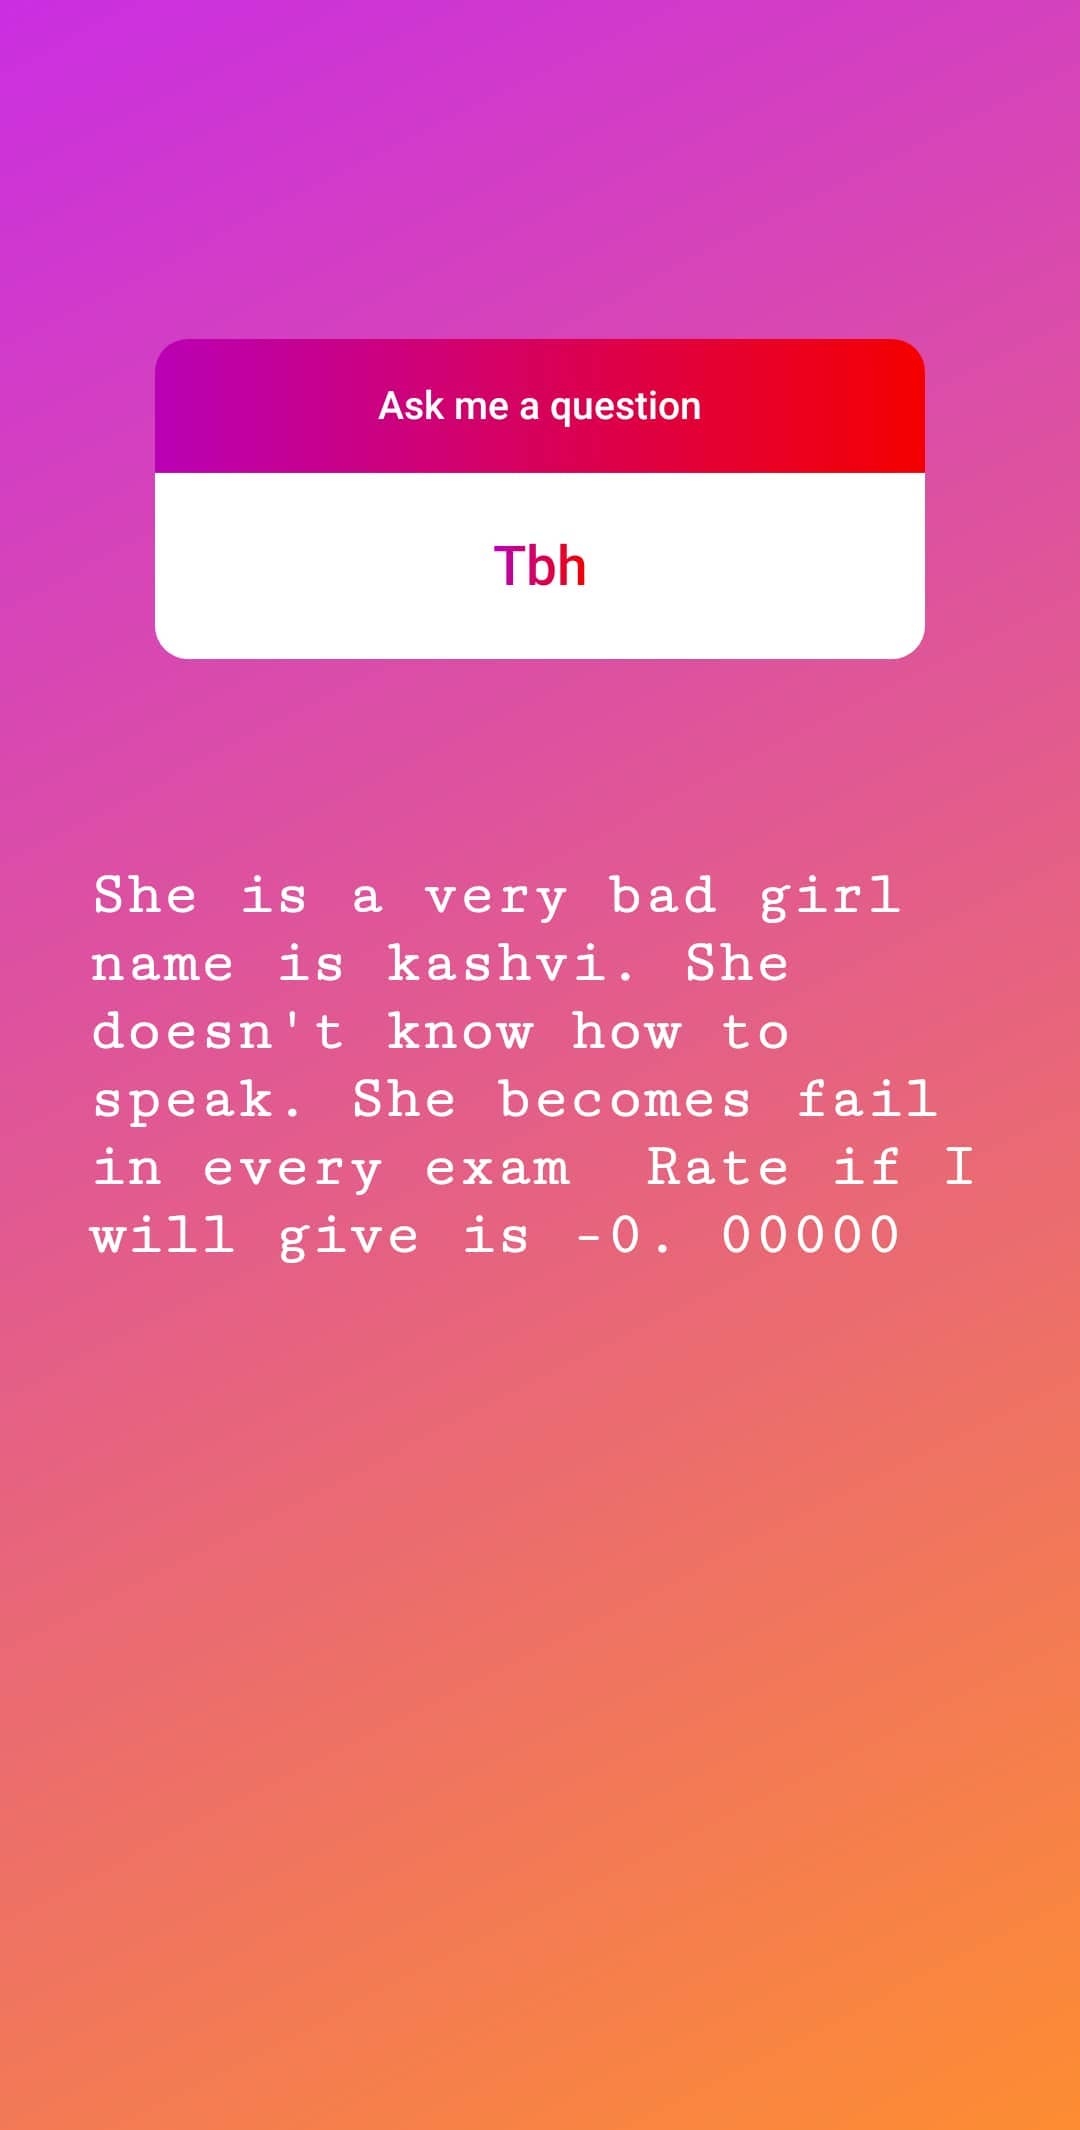 Ask me a question
Tbh
She is a very bad girl
name is kashvi. She
doesn't know how to
speak. She becomes fail
in every exam  Rate if I
will give is -0. 00000